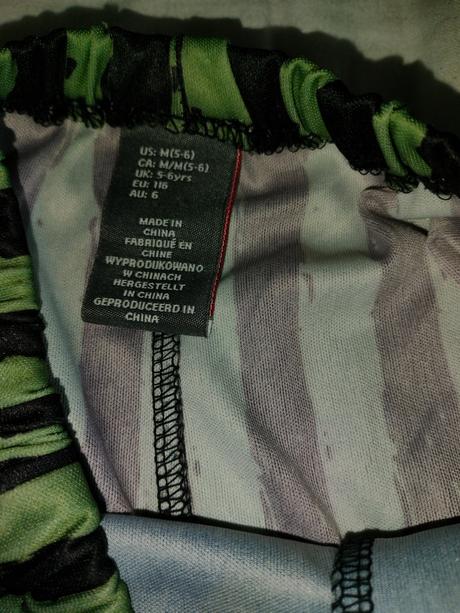 US: M(5-6)
CA: M/M(5-6)
UK: 5-6yrs
EU: 116
AU: 6
MADE IN
CHINA
FABRIQUÉ EN
CHINE
WYPRODUKOWANO
W CHINACH
HERGESTELLT
IN CHINA
GEPRODUCEERD IN
CHINA